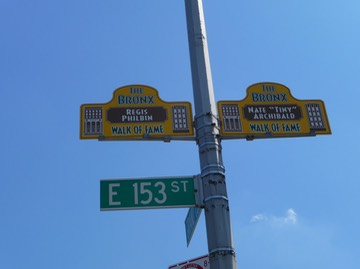 THE
BRONX
REGIS
PHILBIN
WALK OF FAME
THE
BRONX
NATE "TINY"
ARCHIBALD
WALK OF FAME
E 153 ST